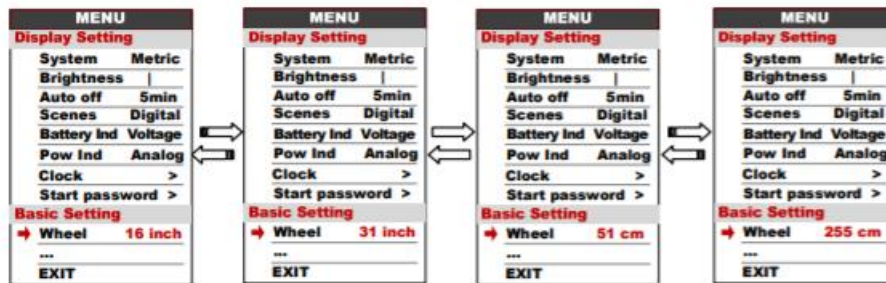 MENU
Display Setting
System Metric
Brightness |
Auto off 5min
Scenes Digital
Battery Ind Voltage
Pow Ind Analog
Clock >
Start password >
Basic Setting
Wheel 16 inch
...
EXIT
MENU
Display Setting
System Metric
Brightness |
Auto off 5min
Scenes Digital
Battery Ind Voltage
Pow Ind Analog
Clock >
Start password >
Basic Setting
Wheel 31 inch
...
EXIT
MENU
Display Setting
System Metric
Brightness |
Auto off 5min
Scenes Digital
Battery Ind Voltage
Pow Ind Analog
Clock >
Start password >
Basic Setting
Wheel 51 cm
...
EXIT
MENU
Display Setting
System Metric
Brightness |
Auto off 5min
Scenes Digital
Battery Ind Voltage
Pow Ind Analog
Clock >
Start password >
Basic Setting
Wheel 255 cm
...
EXIT